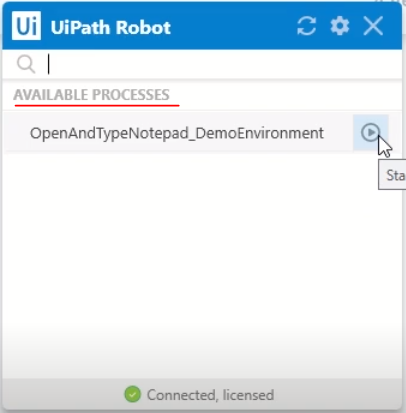 Ui UiPath Robot
AVAILABLE PROCESSES
OpenAndTypeNotepad_DemoEnvironment
Sta
Connected, licensed